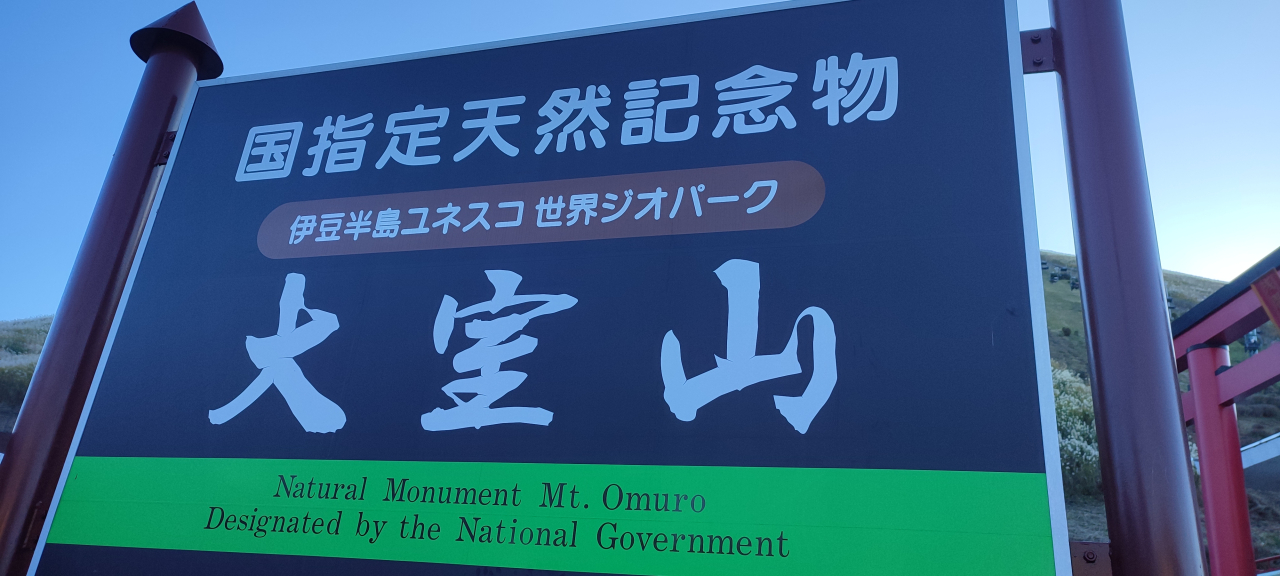 国指定天然記念物
伊豆半島ユネスコ 世界ジオパーク
大室山
Natural Monument Mt. Omuro
Designated by the National Government